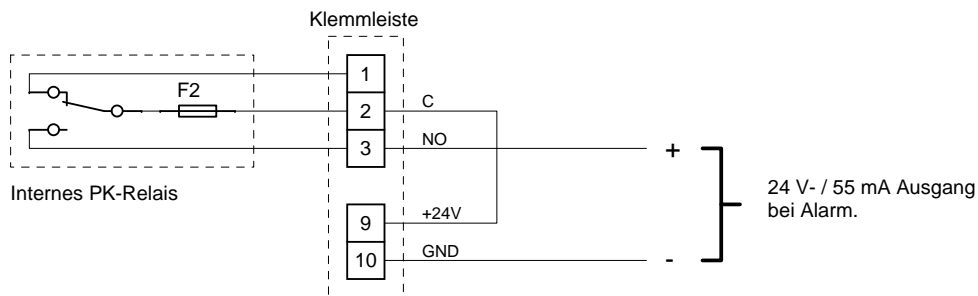 Klemmleiste
1
F2
2
C
3
NO
+
Internes PK-Relais
24 V- / 55 mA Ausgang
bei Alarm.
9
+24V
10
GND
-